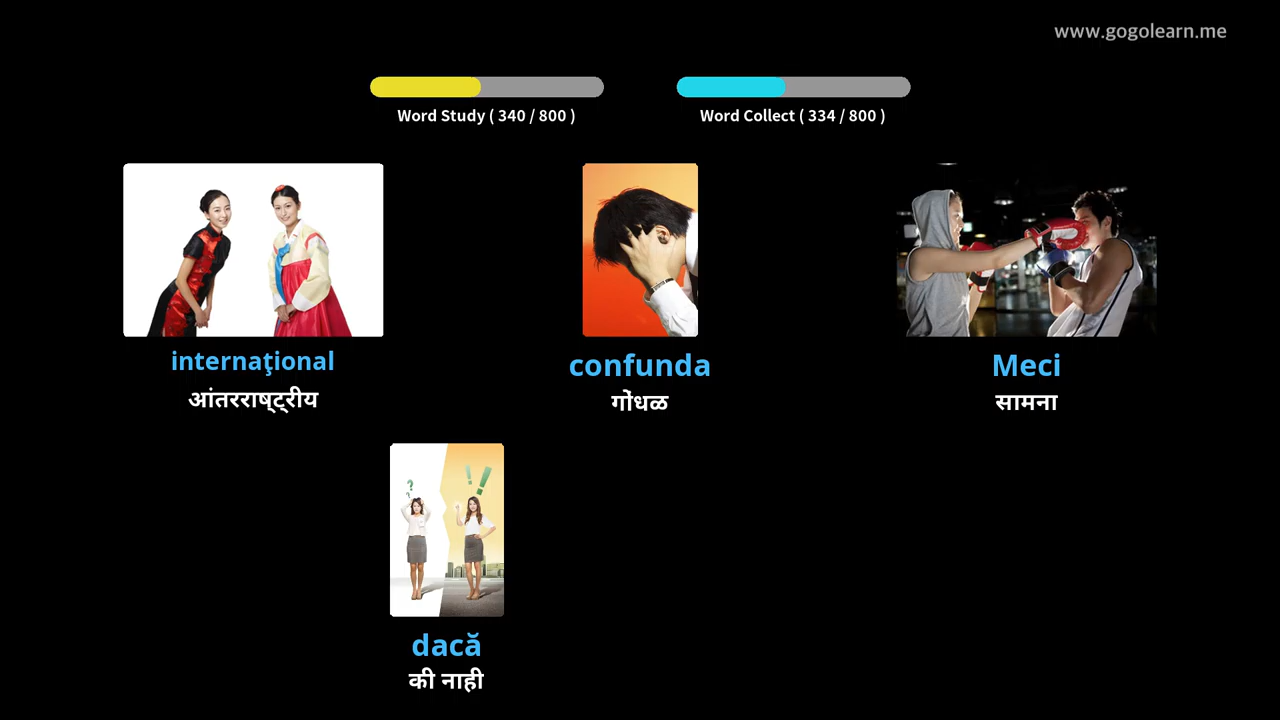 www.gogolearn.me
Word Study ( 340 / 800 )
Word Collect ( 334 / 800 )
internaţional
आंतरराष्ट्रीय
confunda
गोंधळ
Meci
सामना
dacă
की नाही